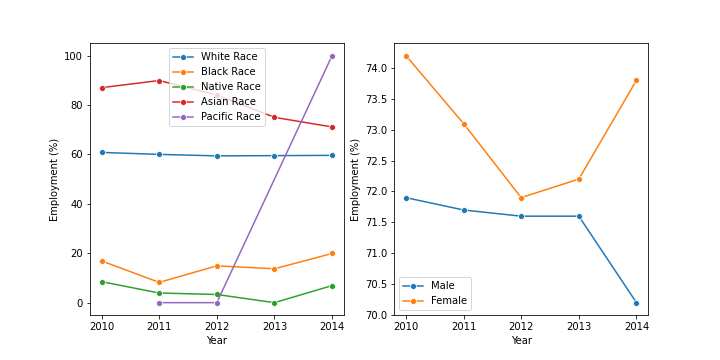 100
80
60
40
20
0
Employment (%)
2010 2011 2012 2013 2014
Year
White Race
Black Race
Native Race
Asian Race
Pacific Race
74.0
73.5
73.0
72.5
72.0
71.5
71.0
70.5
70.0
Employment (%)
2010 2011 2012 2013 2014
Year
Male
Female